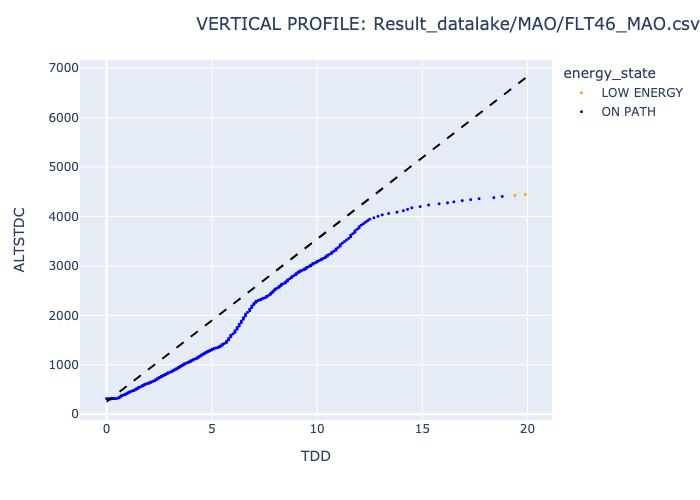 VERTICAL PROFILE: Result_datalake/MAO/FLT46_MAO.csv
energy_state
LOW ENERGY
ON PATH
7000
6000
5000
4000
3000
2000
1000
0
ALTSTDC
0
5
10
15
20
TDD